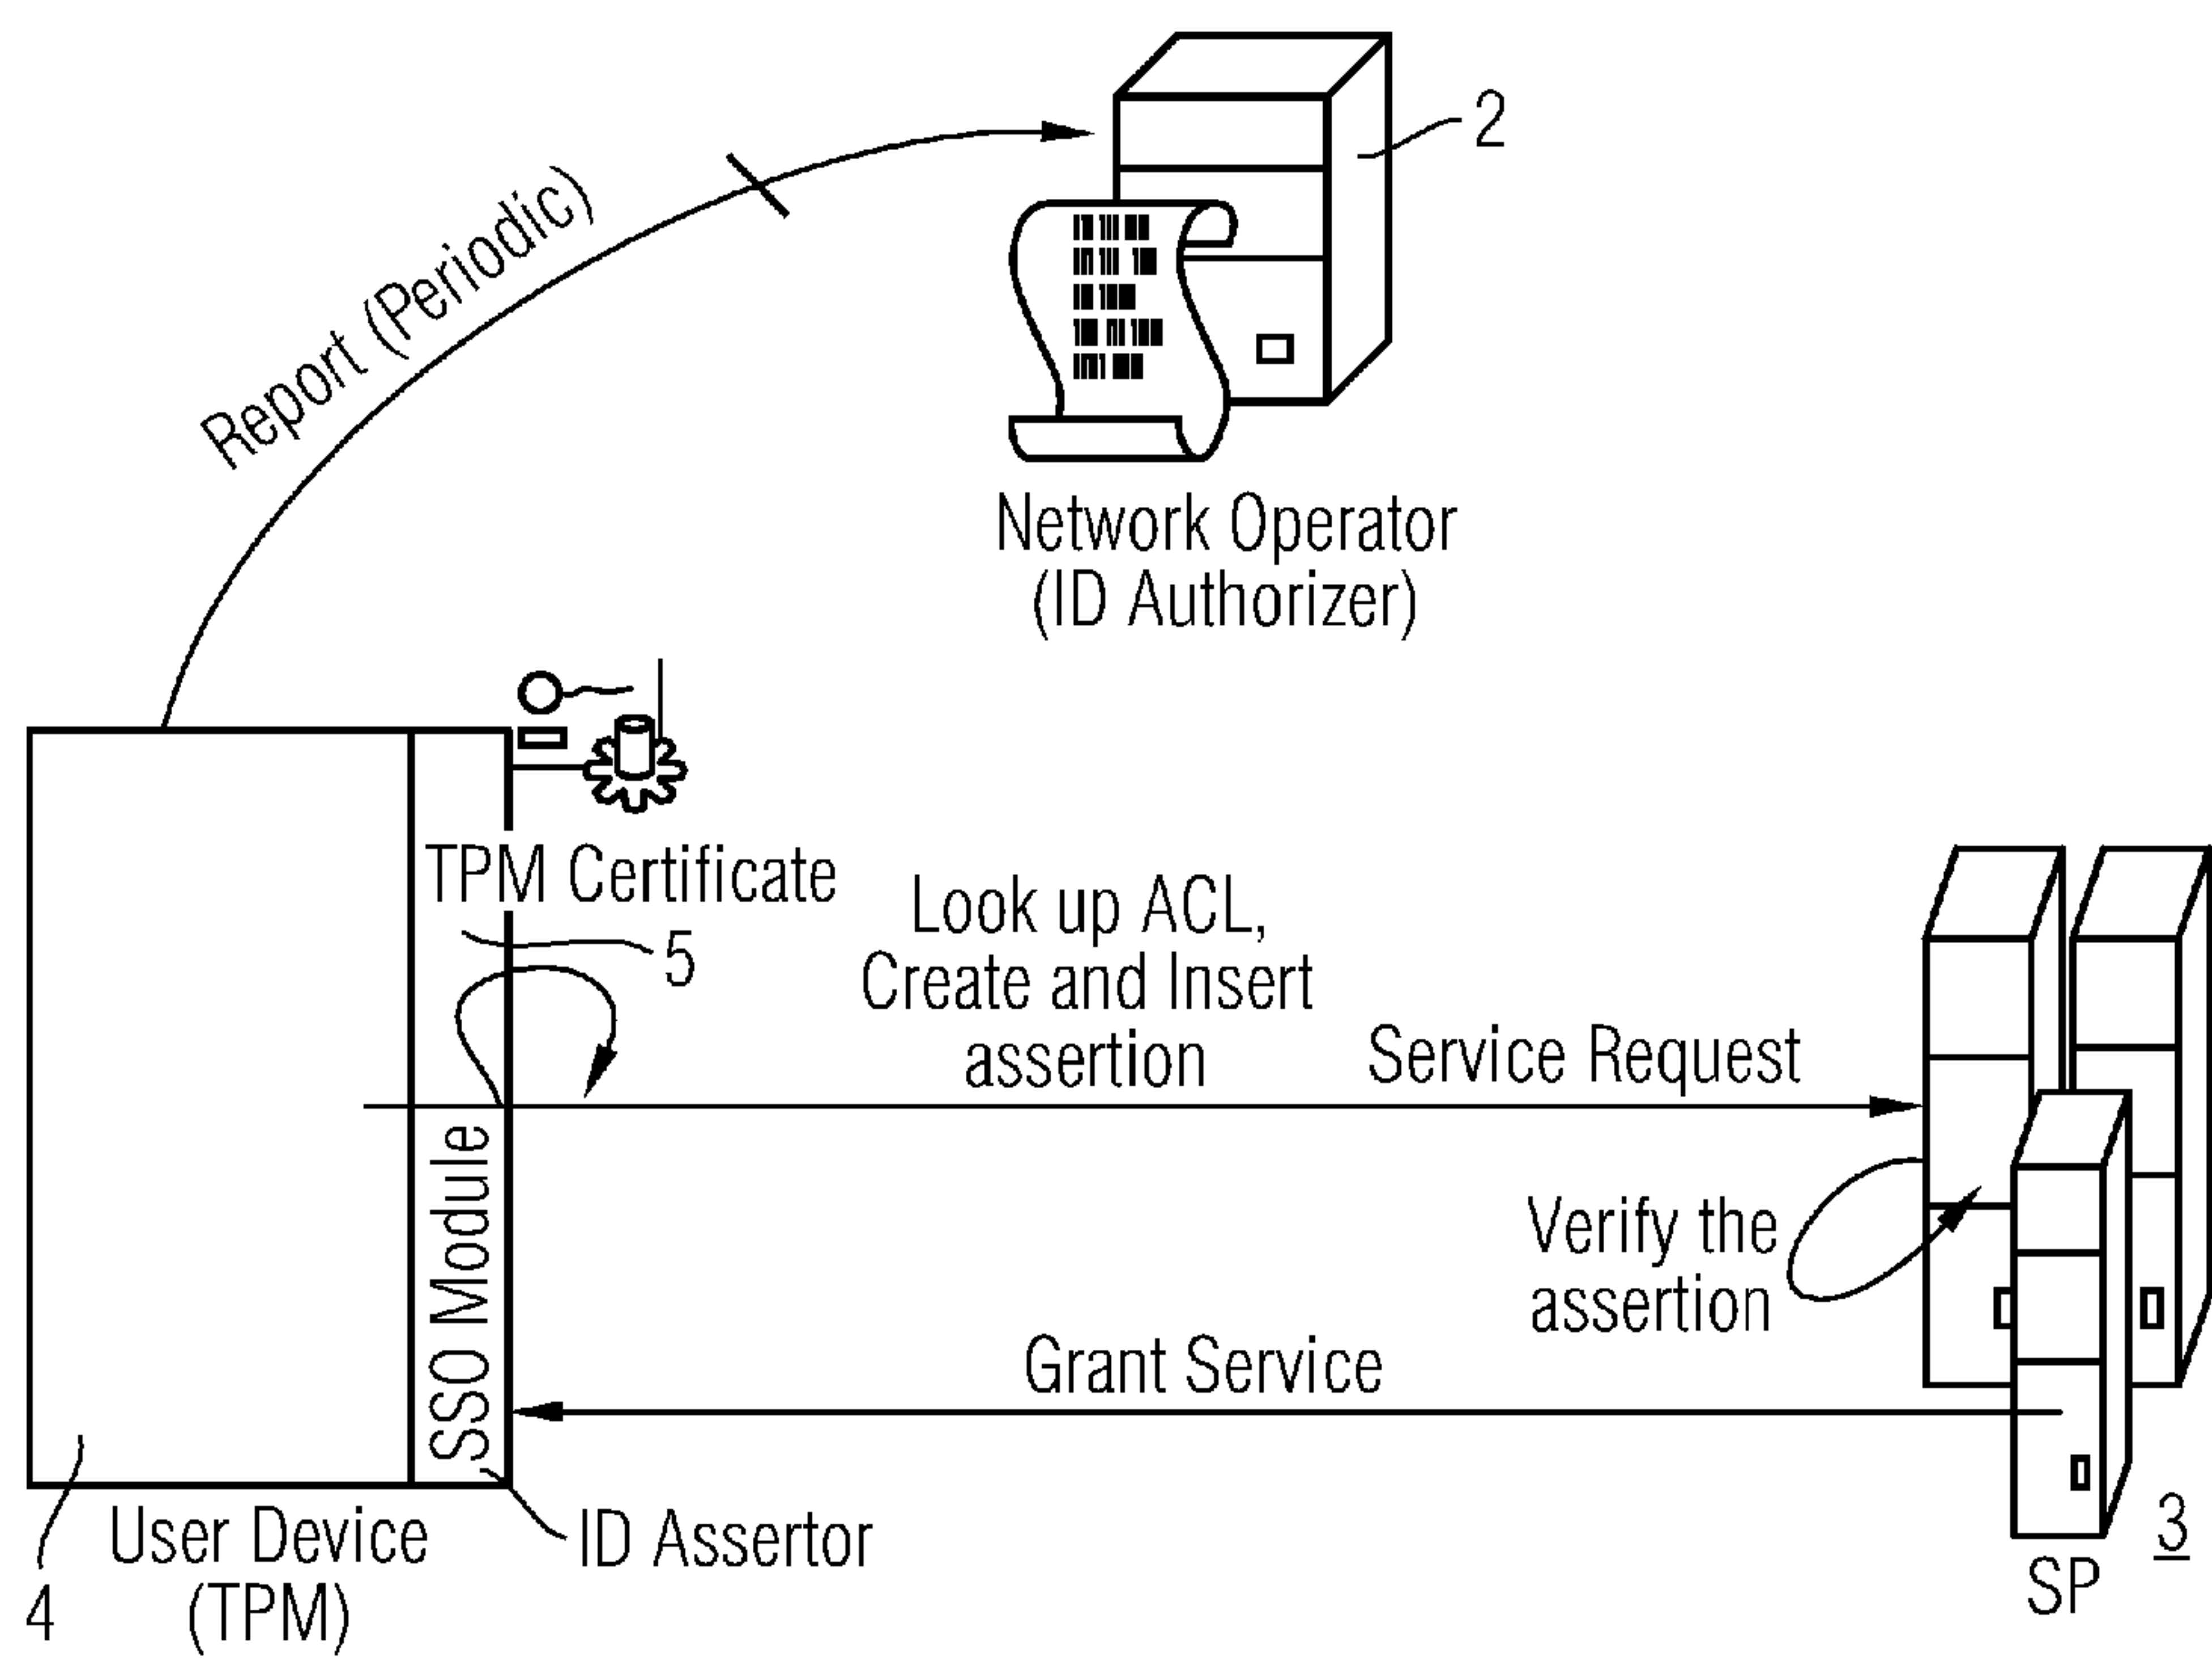 2
Report (Periodic)
Network Operator
(ID Authorizer)
TPM Certificate
5
Look up ACL,
Create and Insert
assertion
Service Request
SSO Module
Verify the
assertion
Grant Service
User Device
(TPM)
4
ID Assertor
3
SP